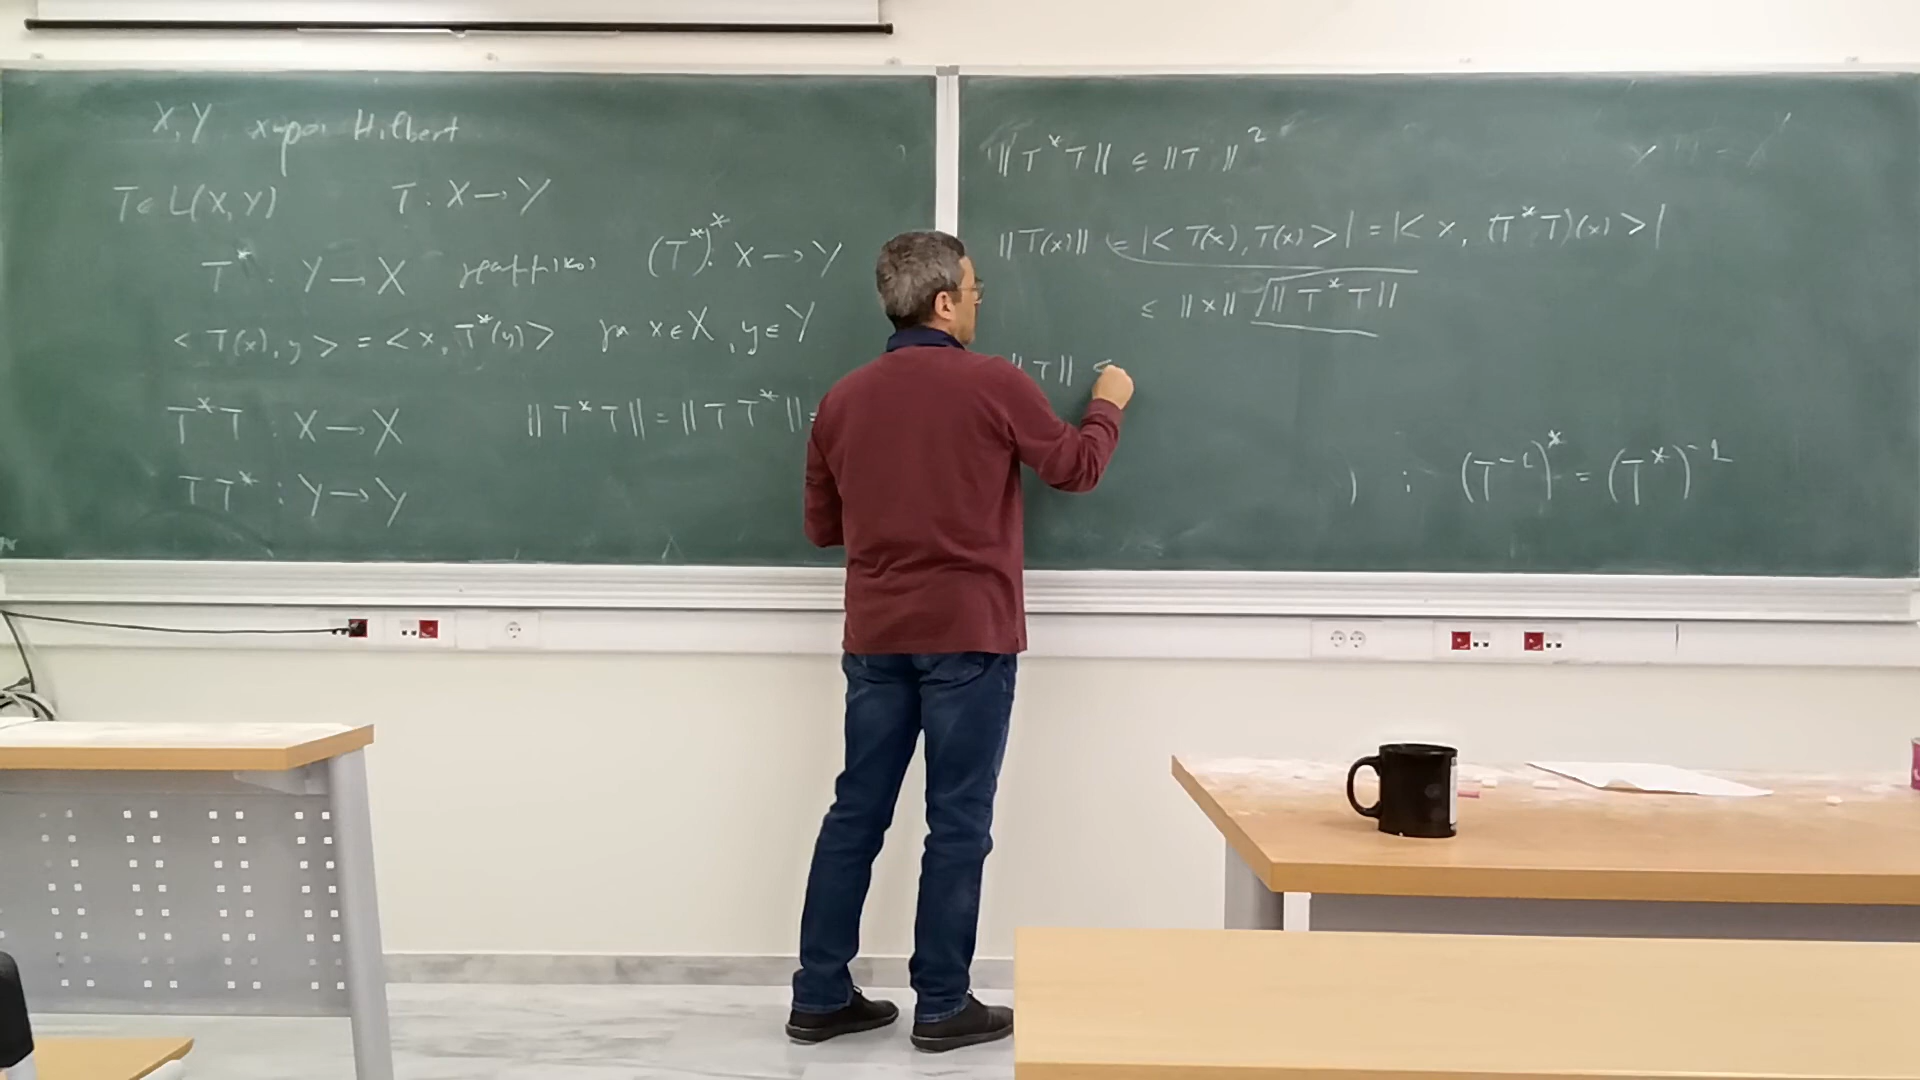 X, Y χώροι Hilbert
T ∈ L(X, Y) T : X → Y
T* : Y → X γραμμικός (T*)* : X → Y
< T(x), y > = < x, T*(y) > για x ∈ X, y ∈ Y
T*T : X → X ‖T*T‖ = ‖TT*‖ =
TT* : Y → Y
‖T*T‖ ≤ ‖T‖²
‖T(x)‖ = |< T(x), T(x) >| = |< x, (T*T)(x) >|
≤ ‖x‖ √‖T*T‖
‖T‖ ≤
) : (T⁻¹)* = (T*)⁻¹